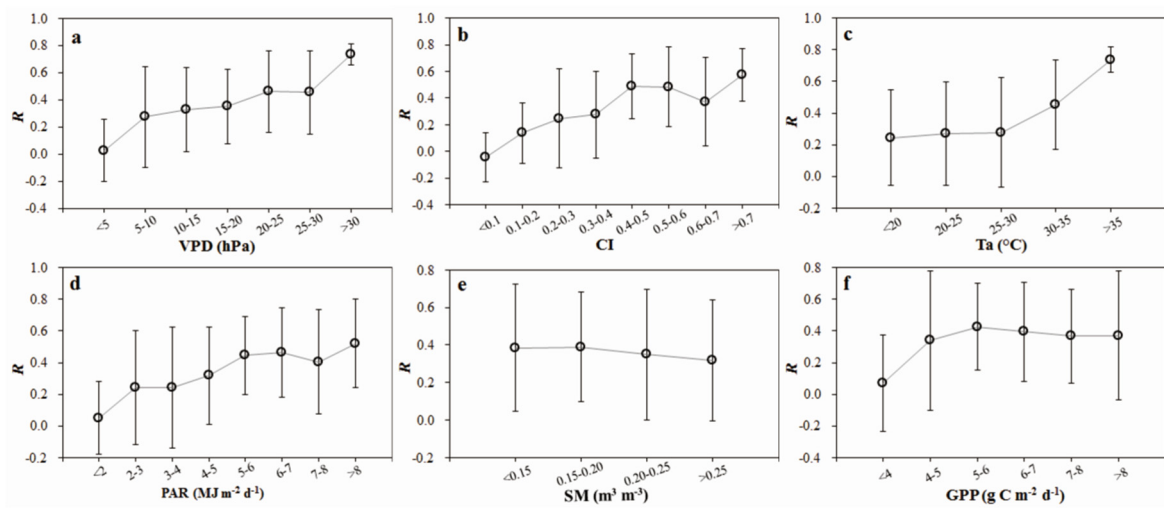 a
R
1.0
0.8
0.6
0.4
0.2
0.0
-0.2
-0.4
<5 5-10 10-15 15-20 20-25 25-30 >30
VPD (hPa)
b
R
1.0
0.8
0.6
0.4
0.2
0.0
-0.2
-0.4
<0.1 0.1-0.2 0.2-0.3 0.3-0.4 0.4-0.5 0.5-0.6 0.6-0.7 >0.7
CI
c
R
1.0
0.8
0.6
0.4
0.2
0.0
-0.2
<20 20-25 25-30 30-35 >35
Ta (°C)
d
R
1.0
0.8
0.6
0.4
0.2
0.0
-0.2
<2 2-3 3-4 4-5 5-6 6-7 7-8 >8
PAR (MJ m⁻² d⁻¹)
e
R
0.8
0.6
0.4
0.2
0.0
-0.2
<0.15 0.15-0.20 0.20-0.25 >0.25
SM (m³ m⁻³)
f
R
0.8
0.6
0.4
0.2
0.0
-0.2
-0.4
<4 4-5 5-6 6-7 7-8 >8
GPP (g C m⁻² d⁻¹)